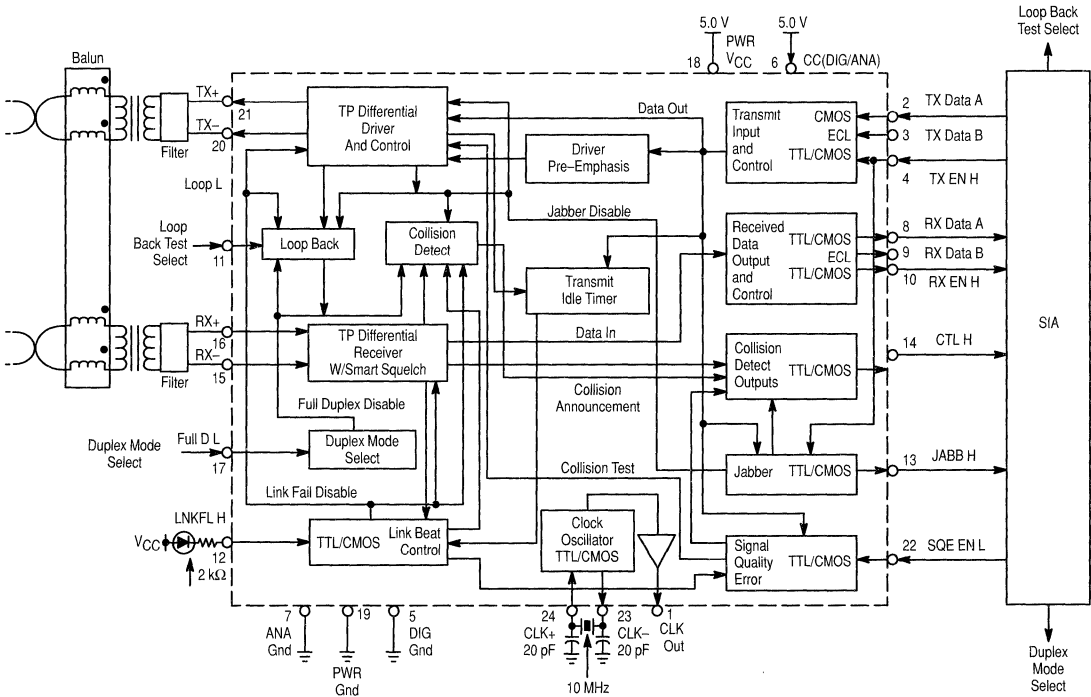 Loop Back
Test Select
5.0 V
5.0 V
Balun
PWR
VCC
18
6
CC(DIG/ANA)
TX+
21
TX–
20
Filter
TP Differential
Driver
And Control
Data Out
Driver
Pre–Emphasis
Transmit
Input
and
Control
CMOS
ECL
TTL/CMOS
2
TX Data A
3
TX Data B
4
TX EN H
Loop L
Loop
Back Test
Select
11
Loop Back
Collision
Detect
Jabber Disable
Transmit
Idle Timer
Received
Data
Output
and
Control
TTL/CMOS
ECL
TTL/CMOS
8
RX Data A
9
RX Data B
10
RX EN H
SIA
RX+
16
RX–
15
Filter
TP Differential
Receiver
W/Smart Squelch
Data In
Collision
Detect
Outputs
TTL/CMOS
14
CTL H
Collision
Announcement
Full Duplex Disable
Duplex Mode
Select
Full D L
17
Duplex Mode
Select
Collision Test
Jabber
TTL/CMOS
13
JABB H
Link Fail Disable
LNKFL H
VCC
12
2 kΩ
TTL/CMOS
Link Beat
Control
Clock
Oscillator
TTL/CMOS
Signal
Quality
Error
TTL/CMOS
22
SQE EN L
7
ANA
Gnd
19
PWR
Gnd
5
DIG
Gnd
24
CLK+
20 pF
23
CLK–
20 pF
1
CLK
Out
10 MHz
Duplex
Mode
Select